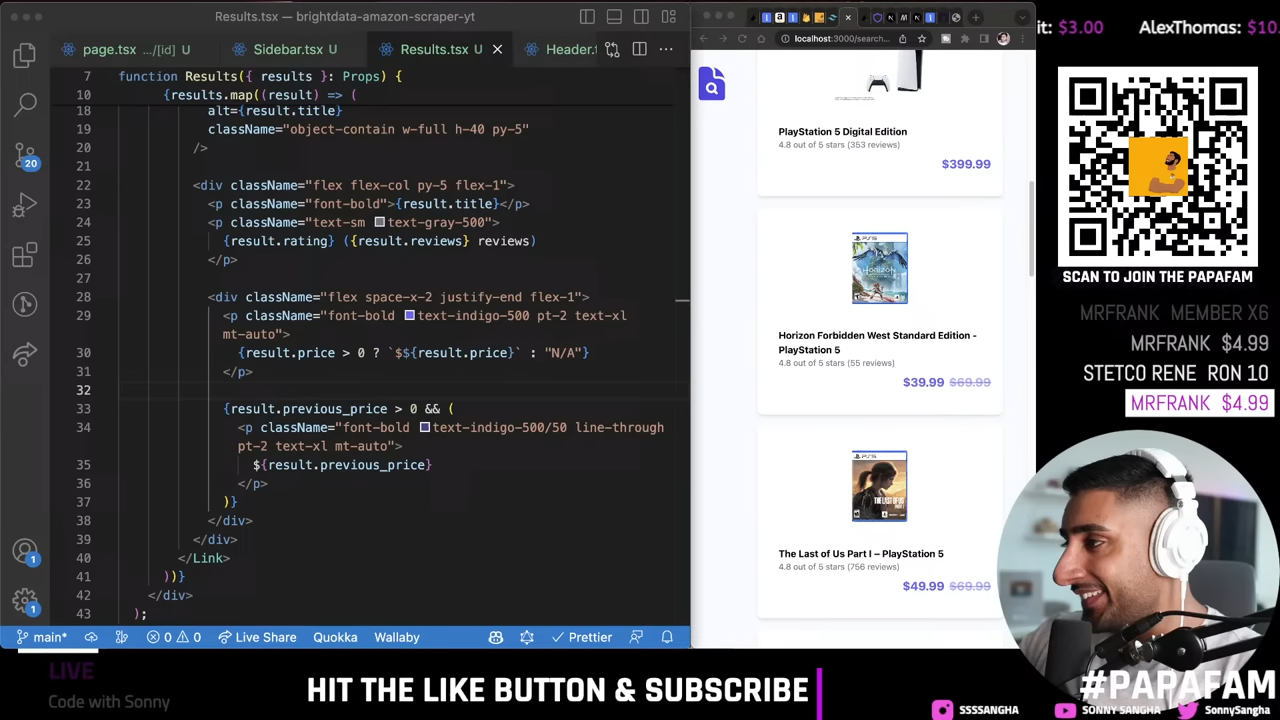 Results.tsx — brightdata-amazon-scraper-yt
page.tsx .../[id] U
Sidebar.tsx U
Results.tsx U
Header.t
7 function Results({ results }: Props) {
10 {results.map((result) => (
alt={result.title}
19 className="object-contain w-full h-40 py-5"
20
21
22 <div className="flex flex-col py-5 flex-1">
23 <p className="font-bold">{result.title}</p>
24 <p className="text-sm text-gray-500">
25 {result.rating} ({result.reviews} reviews)
26 </p>
27
28 <div className="flex space-x-2 justify-end flex-1">
29 <p className="font-bold text-indigo-500 pt-2 text-xl
mt-auto">
30 {result.price > 0 ? `$${result.price}` : "N/A"}
31 </p>
32
33 {result.previous_price > 0 && (
34 <p className="font-bold text-indigo-500/50 line-through
pt-2 text-xl mt-auto">
35 ${result.previous_price}
36 </p>
37 )}
38 </div>
39 </div>
40 </Link>
41 ))}
42 </div>
43 );
20
1
1
main*
0 0
Live Share
Quokka
Wallaby
Prettier
localhost:3000/search...
PlayStation 5 Digital Edition
4.8 out of 5 stars (353 reviews)
$399.99
Horizon Forbidden West Standard Edition -
PlayStation 5
4.8 out of 5 stars (55 reviews)
$39.99 $69.99
The Last of Us Part I – PlayStation 5
4.8 out of 5 stars (756 reviews)
$49.99 $69.99
it: $3.00 AlexThomas: $10.
SCAN TO JOIN THE PAPAFAM
MRFRANK MEMBER X6
MRFRANK $4.99
STETCO RENE RON 10
MRFRANK $4.99
LIVE
Code with Sonny
HIT THE LIKE BUTTON & SUBSCRIBE
#PAPAFAM
SSSSANGHA
SONNY SANGHA
SonnySangha